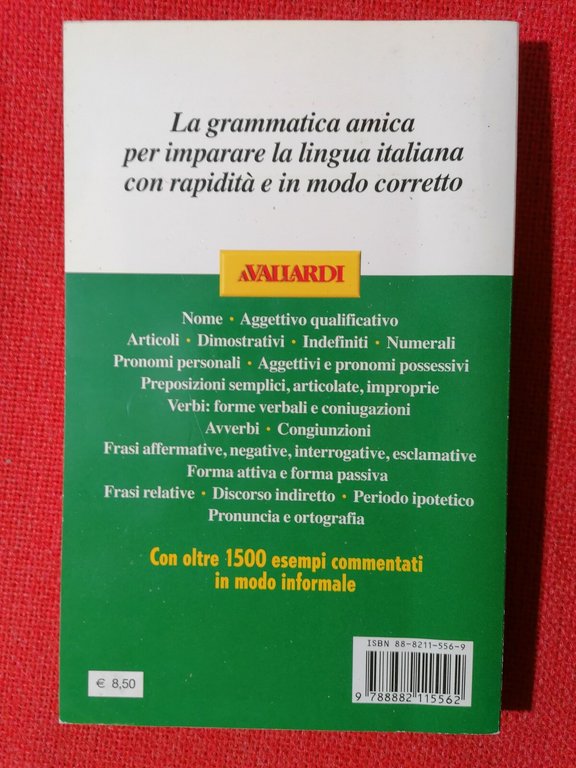 La grammatica amica
per imparare la lingua italiana
con rapidità e in modo corretto
A.VALLARDI
Nome • Aggettivo qualificativo
Articoli • Dimostrativi • Indefiniti • Numerali
Pronomi personali • Aggettivi e pronomi possessivi
Preposizioni semplici, articolate, improprie
Verbi: forme verbali e coniugazioni
Avverbi • Congiunzioni
Frasi affermative, negative, interrogative, esclamative
Forma attiva e forma passiva
Frasi relative • Discorso indiretto • Periodo ipotetico
Pronuncia e ortografia
Con oltre 1500 esempi commentati
in modo informale
ISBN 88-8211-556-9
€ 8,50
9 788882 115562